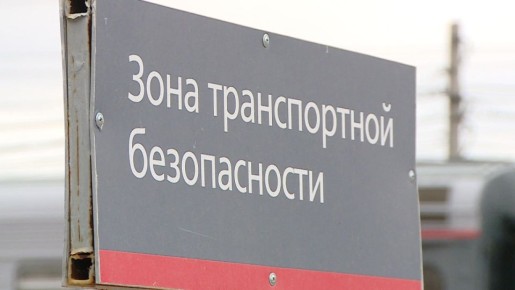 Зона транспортной
безопасности